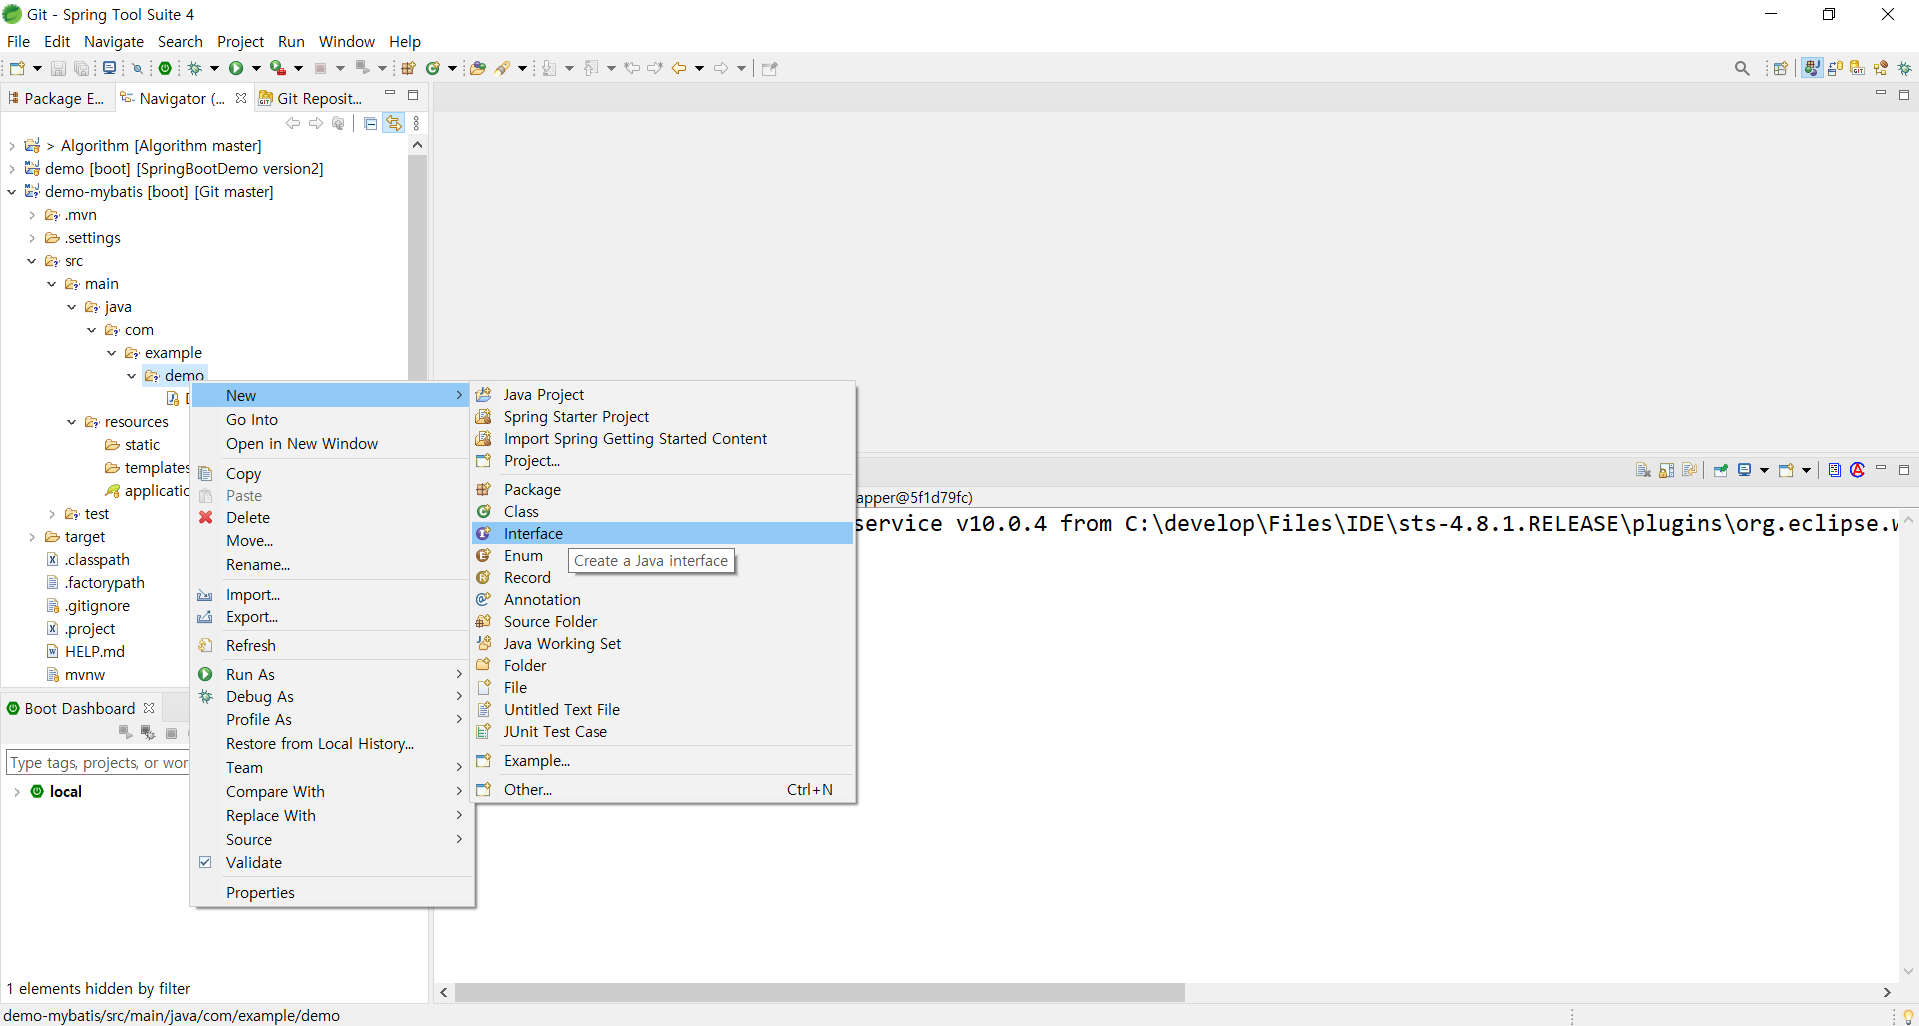 Git - Spring Tool Suite 4
File Edit Navigate Search Project Run Window Help
Package E... Navigator (... Git Reposit...
> Algorithm [Algorithm master]
demo [boot] [SpringBootDemo version2]
demo-mybatis [boot] [Git master]
.mvn
.settings
src
main
java
com
example
demo
resources
static
templates
applicatic
test
target
.classpath
.factorypath
.gitignore
.project
HELP.md
mvnw
New
Go Into
Open in New Window
Copy
Paste
Delete
Move...
Rename...
Import...
Export...
Refresh
Run As
Debug As
Profile As
Restore from Local History...
Team
Compare With
Replace With
Source
Validate
Properties
Java Project
Spring Starter Project
Import Spring Getting Started Content
Project...
Package
Class
Interface
Enum
Create a Java interface
Record
Annotation
Source Folder
Java Working Set
Folder
File
Untitled Text File
JUnit Test Case
Example...
Other... Ctrl+N
apper@5f1d79fc)
service v10.0.4 from C:\develop\Files\IDE\sts-4.8.1.RELEASE\plugins\org.eclipse.w
Boot Dashboard
Type tags, projects, or wor
local
1 elements hidden by filter
demo-mybatis/src/main/java/com/example/demo